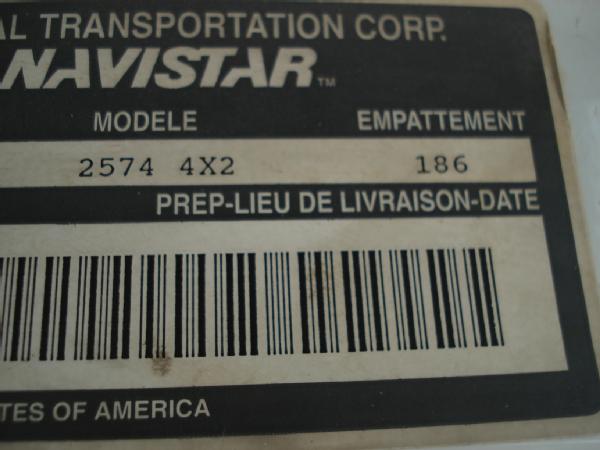 AL TRANSPORTATION CORP.
NAVISTAR™
MODELE EMPATTEMENT
2574 4X2 186
PREP-LIEU DE LIVRAISON-DATE
TES OF AMERICA